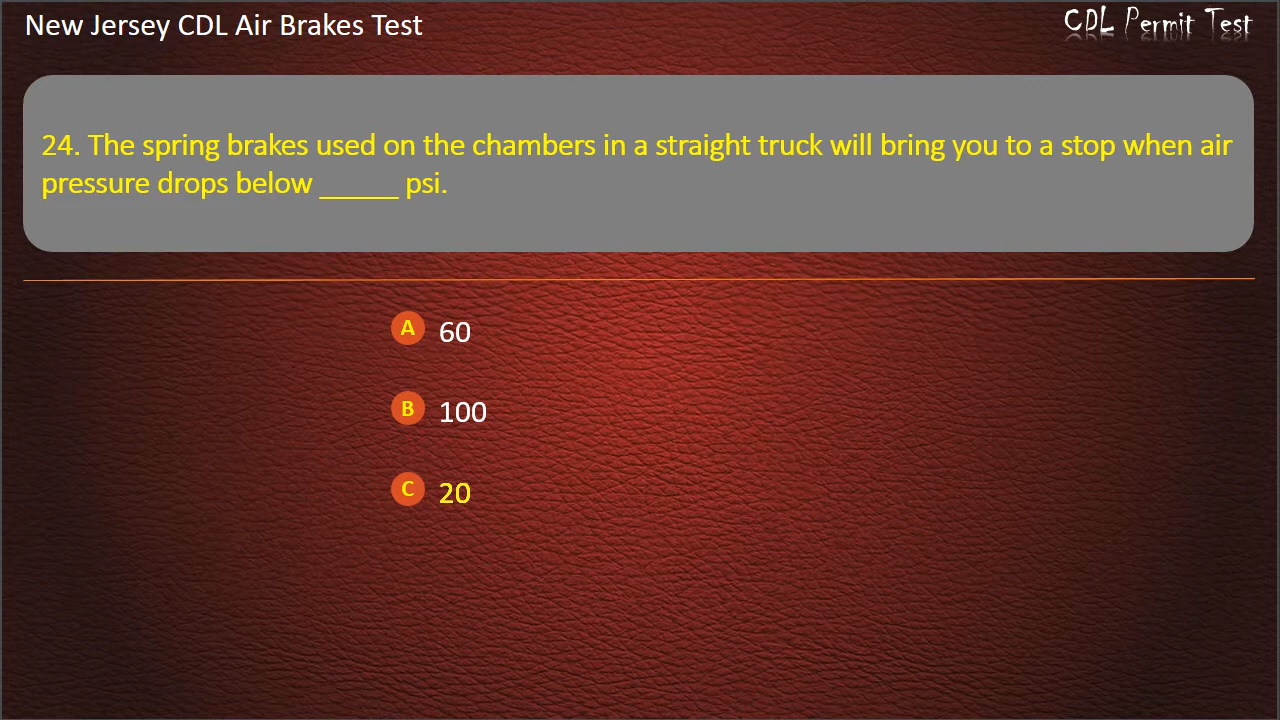 New Jersey CDL Air Brakes Test
CDL Permit Test
24. The spring brakes used on the chambers in a straight truck will bring you to a stop when air
pressure drops below _____ psi.
A 60
B 100
C 20